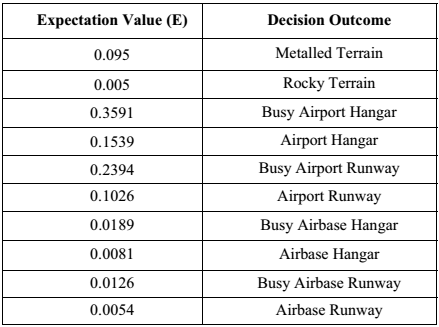 Expectation Value (E) Decision Outcome
0.095 Metalled Terrain
0.005 Rocky Terrain
0.3591 Busy Airport Hangar
0.1539 Airport Hangar
0.2394 Busy Airport Runway
0.1026 Airport Runway
0.0189 Busy Airbase Hangar
0.0081 Airbase Hangar
0.0126 Busy Airbase Runway
0.0054 Airbase Runway